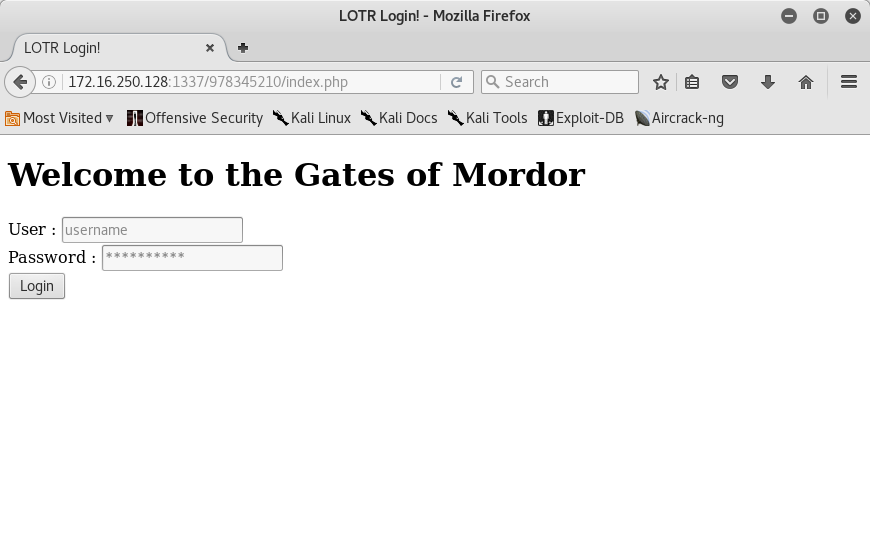 LOTR Login! - Mozilla Firefox
LOTR Login!
172.16.250.128:1337/978345210/index.php
Search
Most Visited Offensive Security Kali Linux Kali Docs Kali Tools Exploit-DB Aircrack-ng
Welcome to the Gates of Mordor
User : username
Password : **********
Login